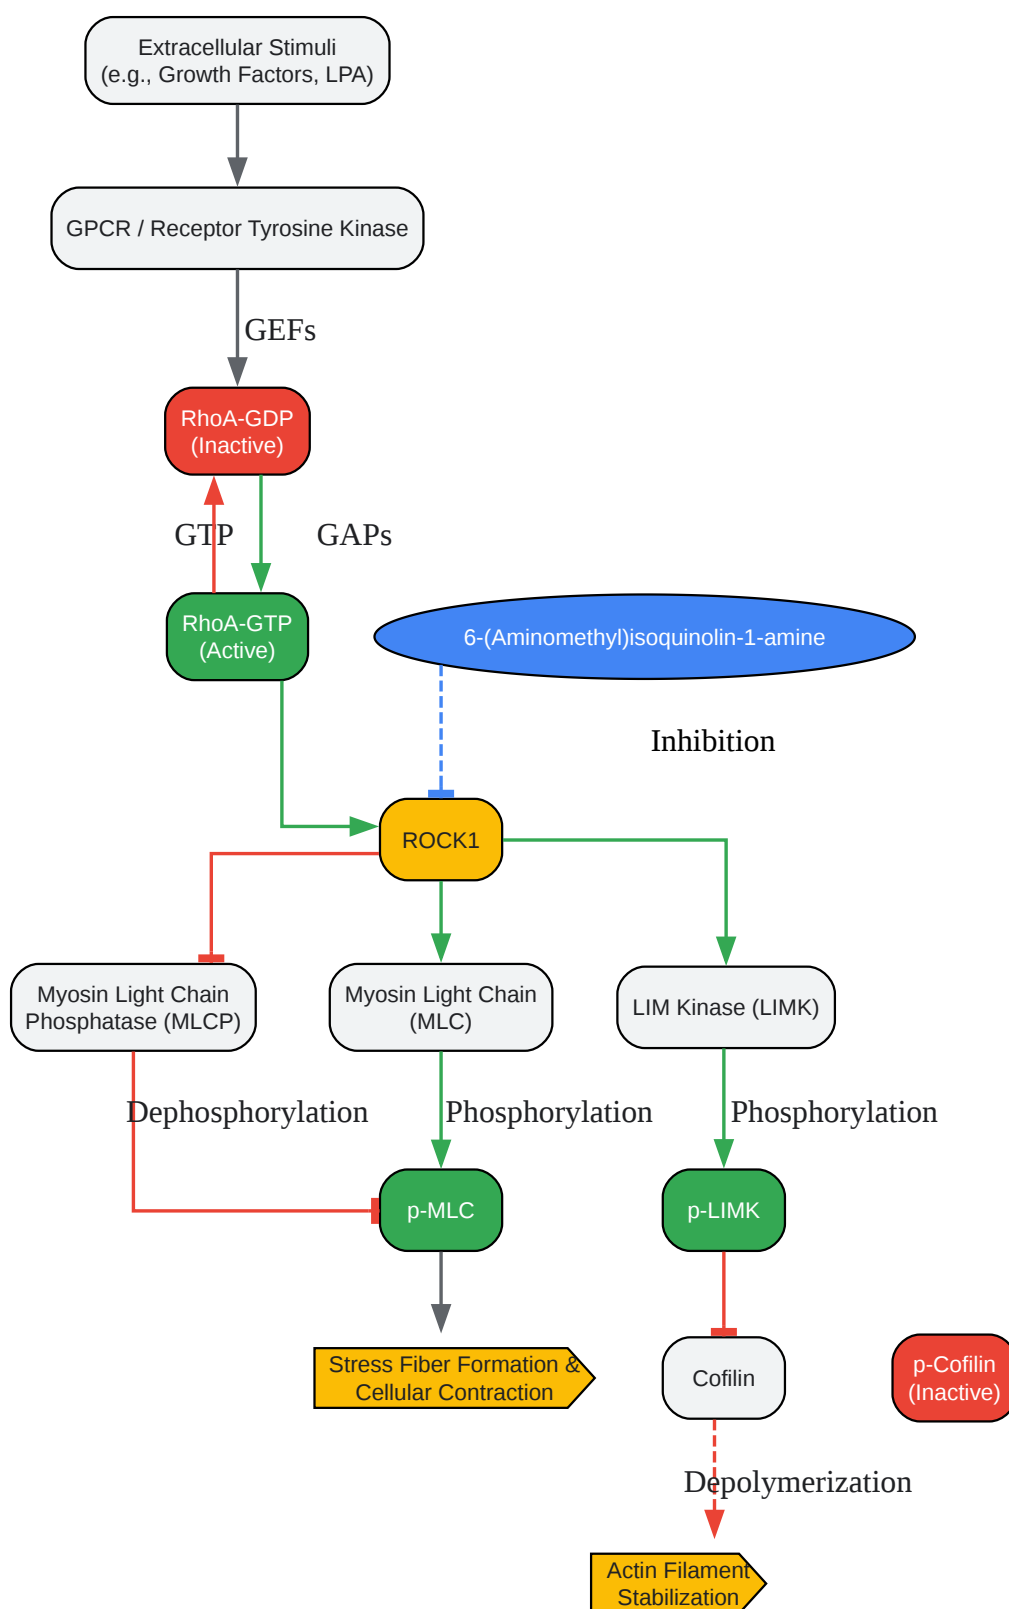 Extracellular Stimuli
(e.g., Growth Factors, LPA)
GPCR / Receptor Tyrosine Kinase
GEFs
RhoA-GDP
(Inactive)
GTP
GAPs
RhoA-GTP
(Active)
6-(Aminomethyl)isoquinolin-1-amine
Inhibition
ROCK1
Myosin Light Chain
Phosphatase (MLCP)
Myosin Light Chain
(MLC)
LIM Kinase (LIMK)
Dephosphorylation
Phosphorylation
Phosphorylation
p-MLC
p-LIMK
Stress Fiber Formation &
Cellular Contraction
Cofilin
p-Cofilin
(Inactive)
Depolymerization
Actin Filament
Stabilization